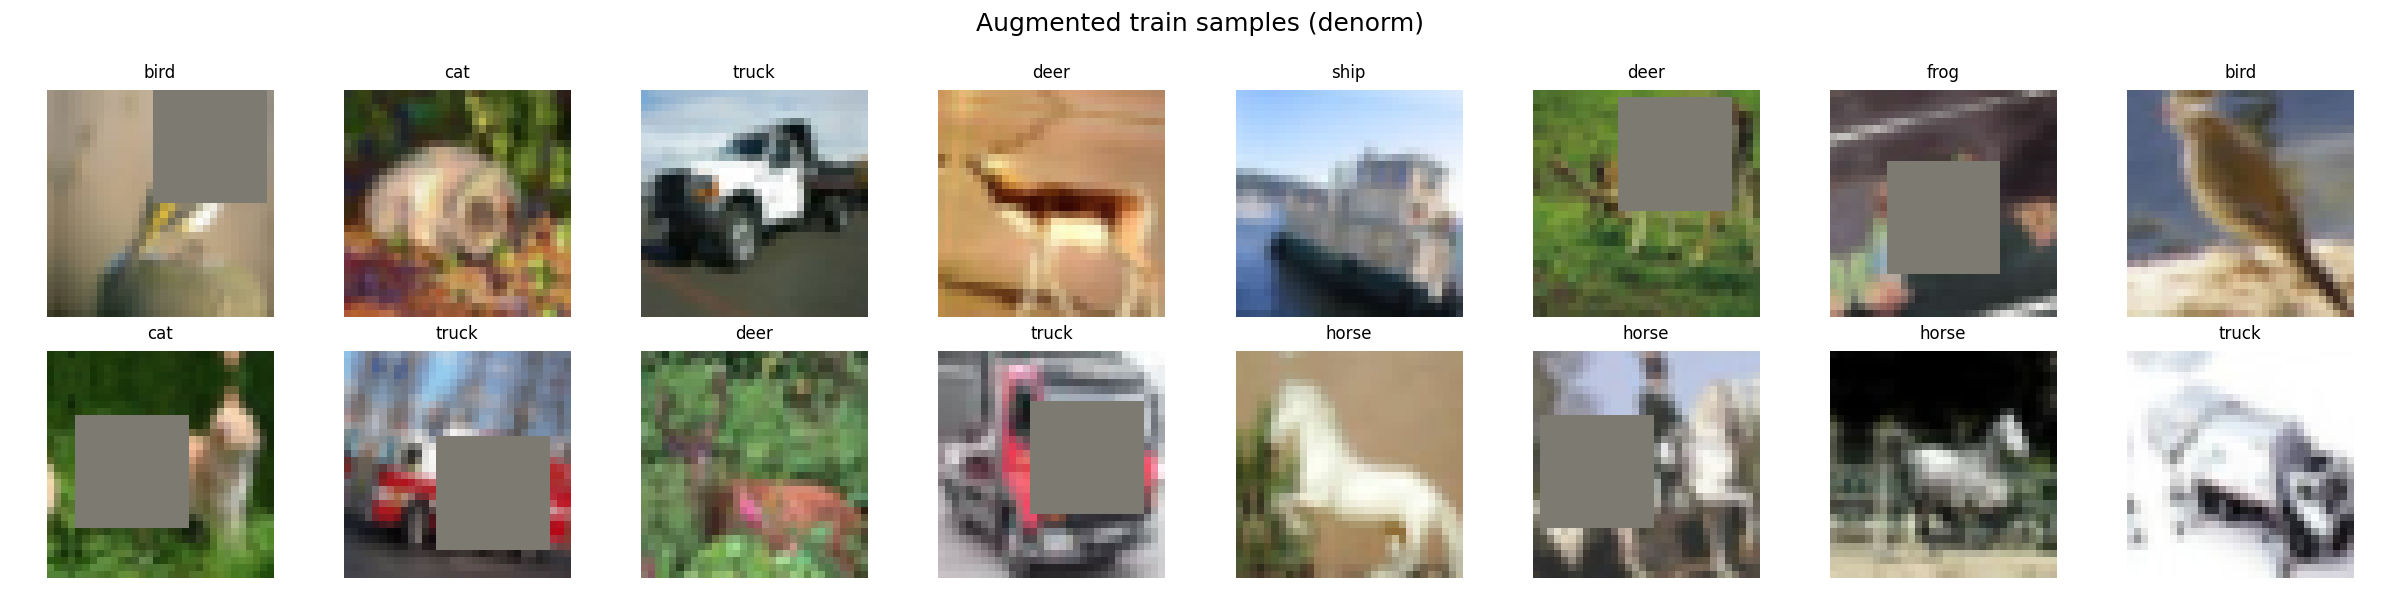 Augmented train samples (denorm)
bird cat truck deer ship deer frog bird
cat truck deer truck horse horse horse truck